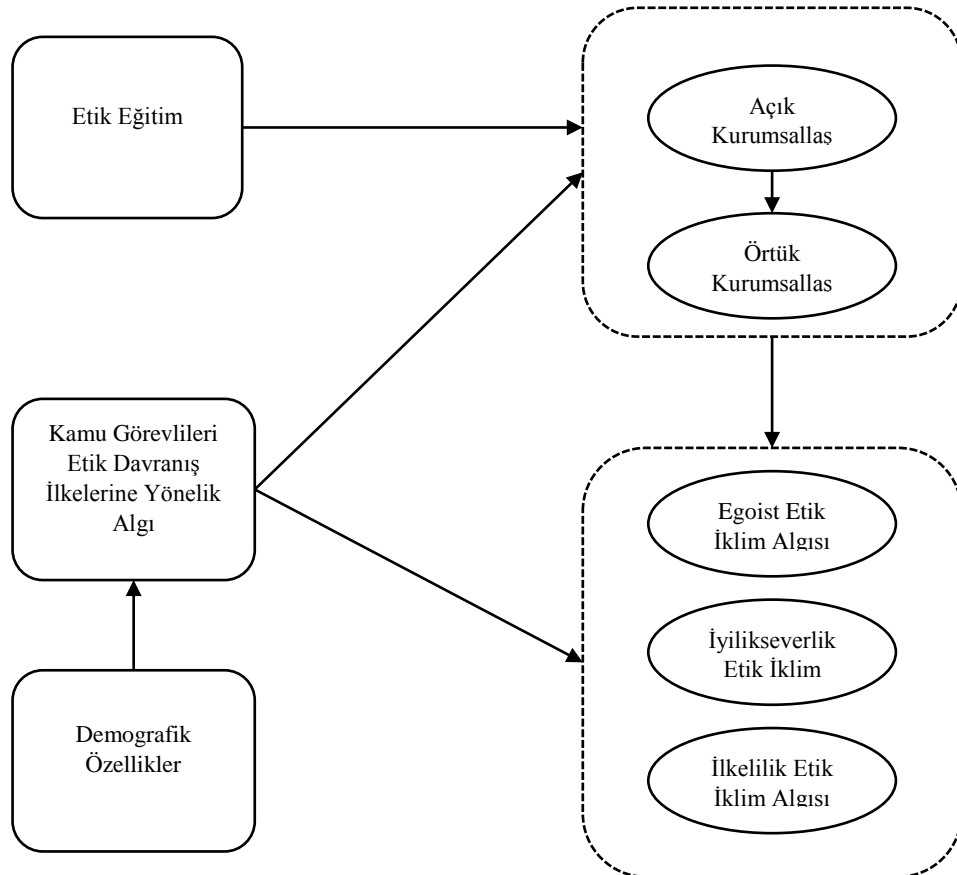 Etik Eğitim
Açık
Kurumsallaş
Örtük
Kurumsallaş
Kamu Görevlileri
Etik Davranış
İlkelerine Yönelik
Algı
Egoist Etik
İklim Algısı
İyilikseverlik
Etik İklim
Demografik
Özellikler
İlkelilik Etik
İklim Algısı